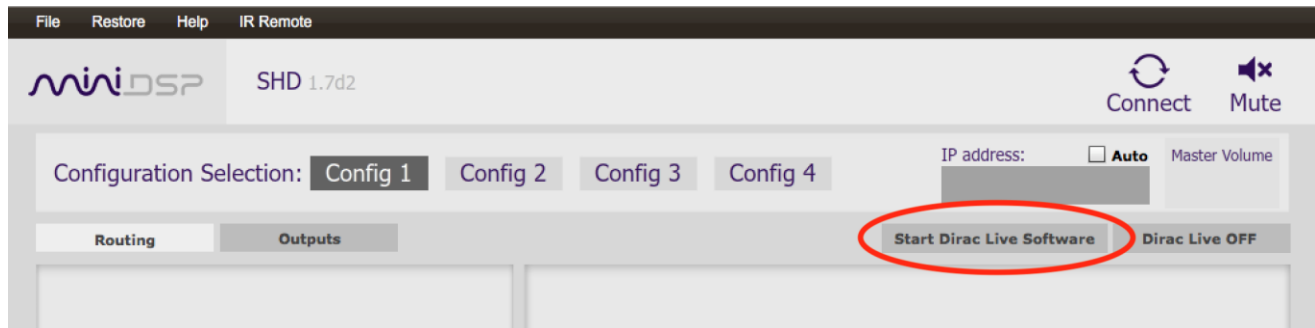 File Restore Help IR Remote
miniDSP SHD 1.7d2
Connect Mute
IP address: Auto Master Volume
Configuration Selection: Config 1 Config 2 Config 3 Config 4
Routing Outputs Start Dirac Live Software Dirac Live OFF